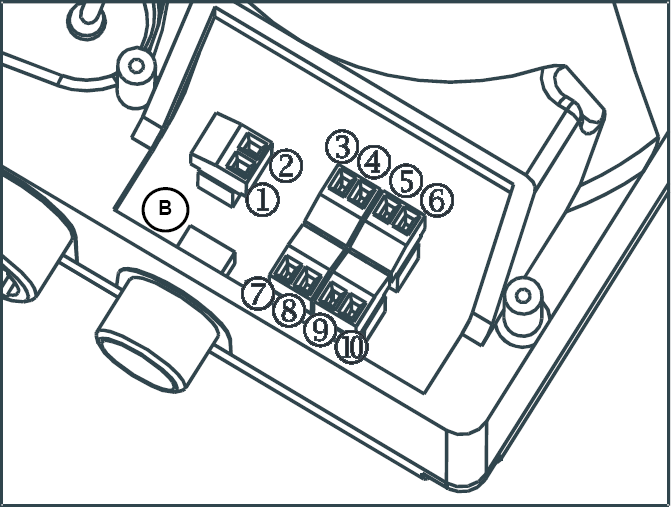 ③ ④ ⑤ ⑥
② ①
B
⑦ ⑧ ⑨ ⑩